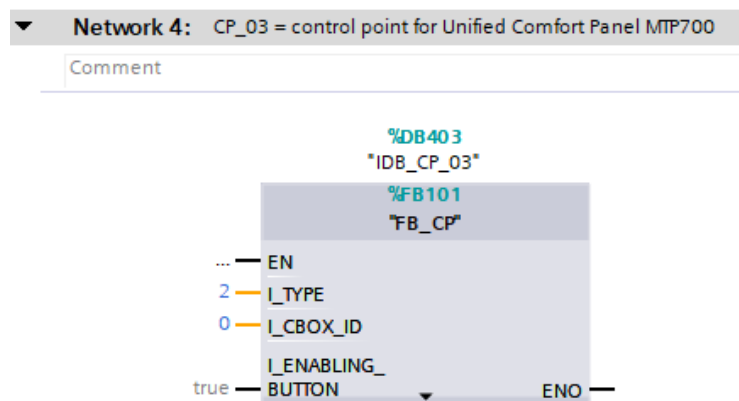 Network 4: CP_03 = control point for Unified Comfort Panel MTP700
Comment
%DB403
"IDB_CP_03"
%FB101
"FB_CP"
... EN
2 I_TYPE
0 I_CBOX_ID
I_ENABLING_
true BUTTON ENO